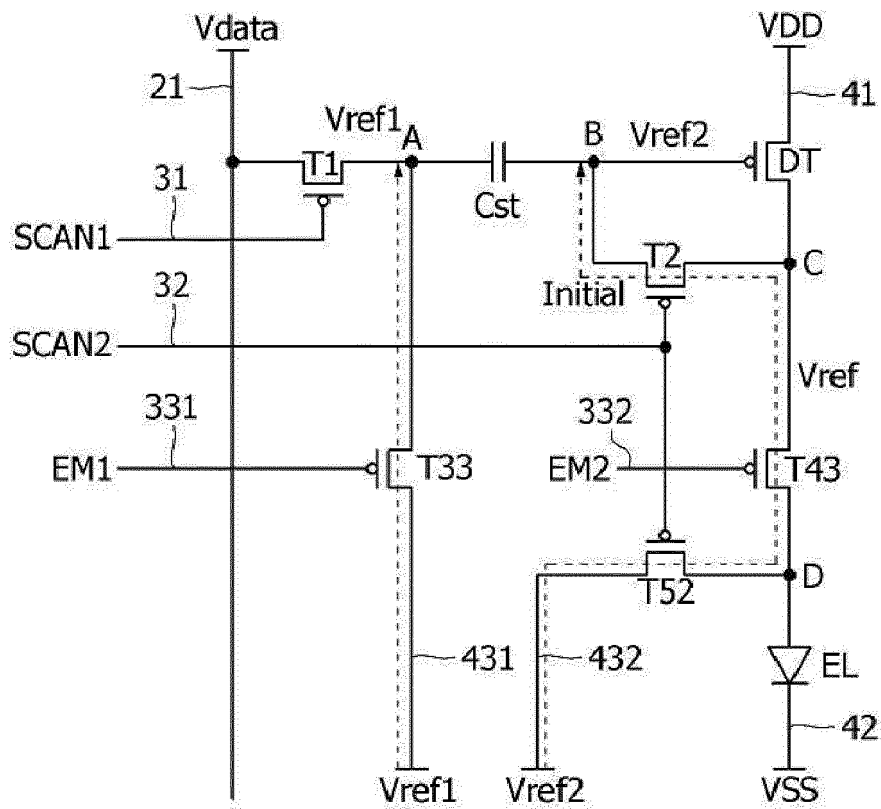 Vdata
VDD
21
41
Vref1
A
B
Vref2
T1
DT
31
Cst
SCAN1
T2
C
32
Initial
SCAN2
Vref
331
332
EM1
T33
EM2
T43
D
T52
431
432
EL
42
Vref1
Vref2
VSS